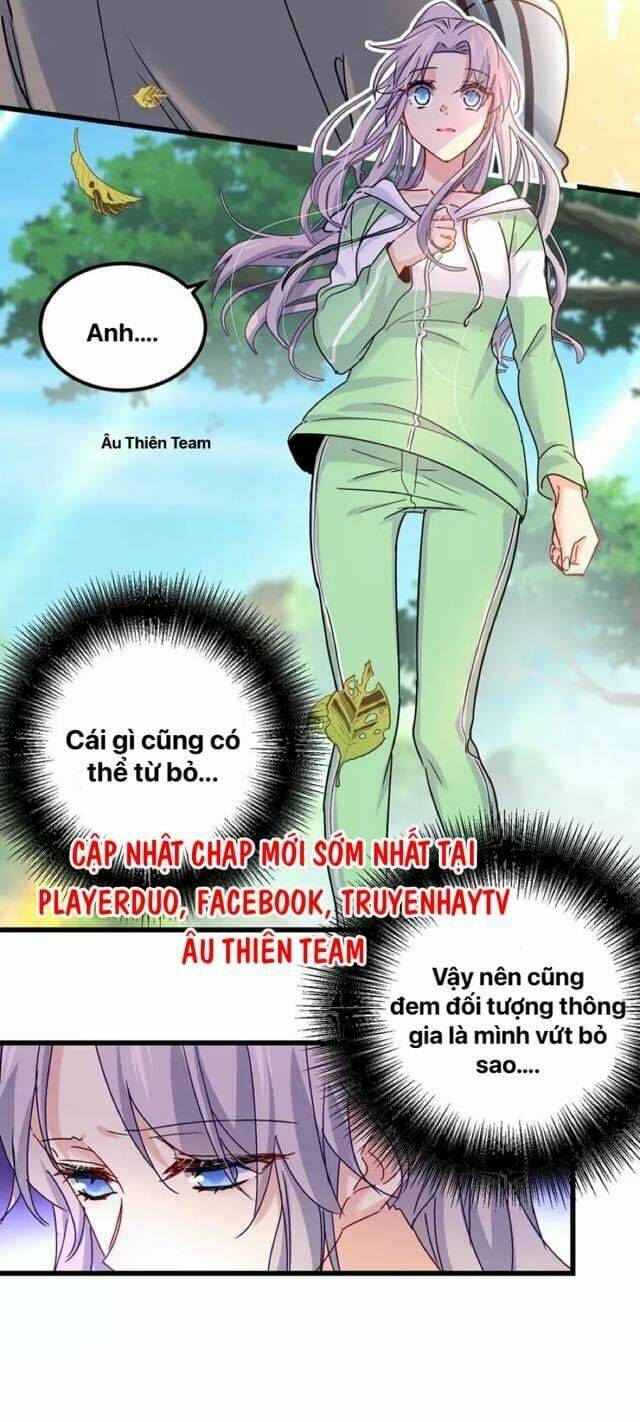 Anh....
Âu Thiên Team
Cái gì cũng có
thể từ bỏ...
CẬP NHẬT CHAP MỚI SỚM NHẤT TẠI
PLAYERDUO, FACEBOOK, TRUYENHAYTV
ÂU THIÊN TEAM
Vậy nên cũng
đem đối tượng thông
gia là mình vứt bỏ
sao....